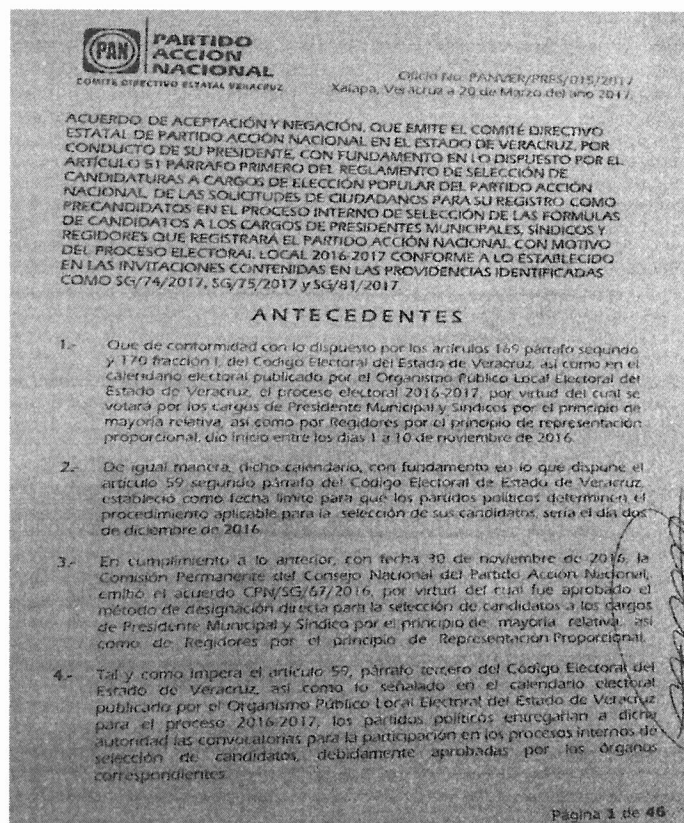 PAN
PARTIDO
ACCIÓN
NACIONAL
COMITÉ DIRECTIVO ESTATAL VERACRUZ
Oficio No. PANVER/PRES/015/2017
Xalapa, Veracruz a 20 de Marzo del año 2017.
ACUERDO DE ACEPTACIÓN Y NEGACIÓN, QUE EMITE EL COMITÉ DIRECTIVO
ESTATAL DE PARTIDO ACCIÓN NACIONAL EN EL ESTADO DE VERACRUZ, POR
CONDUCTO DE SU PRESIDENTE, CON FUNDAMENTO EN LO DISPUESTO POR EL
ARTÍCULO 51 PÁRRAFO PRIMERO DEL REGLAMENTO DE SELECCIÓN DE
CANDIDATURAS A CARGOS DE ELECCIÓN POPULAR DEL PARTIDO ACCIÓN
NACIONAL, DE LAS SOLICITUDES DE CIUDADANOS PARA SU REGISTRO COMO
PRECANDIDATOS EN EL PROCESO INTERNO DE SELECCIÓN DE LAS FÓRMULAS
DE CANDIDATOS A LOS CARGOS DE PRESIDENTES MUNICIPALES, SÍNDICOS Y
REGIDORES QUE REGISTRARÁ EL PARTIDO ACCIÓN NACIONAL CON MOTIVO
DEL PROCESO ELECTORAL LOCAL 2016-2017 CONFORME A LO ESTABLECIDO
EN LAS INVITACIONES CONTENIDAS EN LAS PROVIDENCIAS IDENTIFICADAS
COMO SG/74/2017, SG/75/2017 y SG/81/2017
ANTECEDENTES
1.- Que de conformidad con lo dispuesto por los artículos 169 párrafo segundo
y 170 fracción I, del Código Electoral del Estado de Veracruz, así como en el
calendario electoral publicado por el Organismo Público Local Electoral del
Estado de Veracruz, el proceso electoral 2016-2017, por virtud del cual se
votará por los cargos de Presidente Municipal y Síndicos por el principio de
mayoría relativa, así como por Regidores por el principio de representación
proporcional, dio inicio entre los días 1 a 10 de noviembre de 2016.
2.- De igual manera, dicho calendario, con fundamento en lo que dispone el
artículo 59 segundo párrafo del Código Electoral de Estado de Veracruz,
estableció como fecha límite para que los partidos políticos determinen el
procedimiento aplicable para la selección de sus candidatos, sería el día dos
de diciembre de 2016.
3.- En cumplimiento a lo anterior, con fecha 30 de noviembre de 2016, la
Comisión Permanente del Consejo Nacional del Partido Acción Nacional,
emitió el acuerdo CPN/SG/67/2016, por virtud del cual fue aprobado el
método de designación directa para la selección de candidatos a los cargos
de Presidente Municipal y Síndico por el principio de mayoría relativa, así
como de Regidores por el principio de Representación Proporcional.
4.- Tal y como impera el artículo 59, párrafo tercero del Código Electoral del
Estado de Veracruz, así como lo señalado en el calendario electoral
publicado por el Organismo Público Local Electoral del Estado de Veracruz
para el proceso 2016-2017, los partidos políticos entregarían a dicha
autoridad las convocatorias para la participación en los procesos internos de
selección de candidatos, debidamente aprobadas por los órganos
correspondientes.
Página 1 de 46